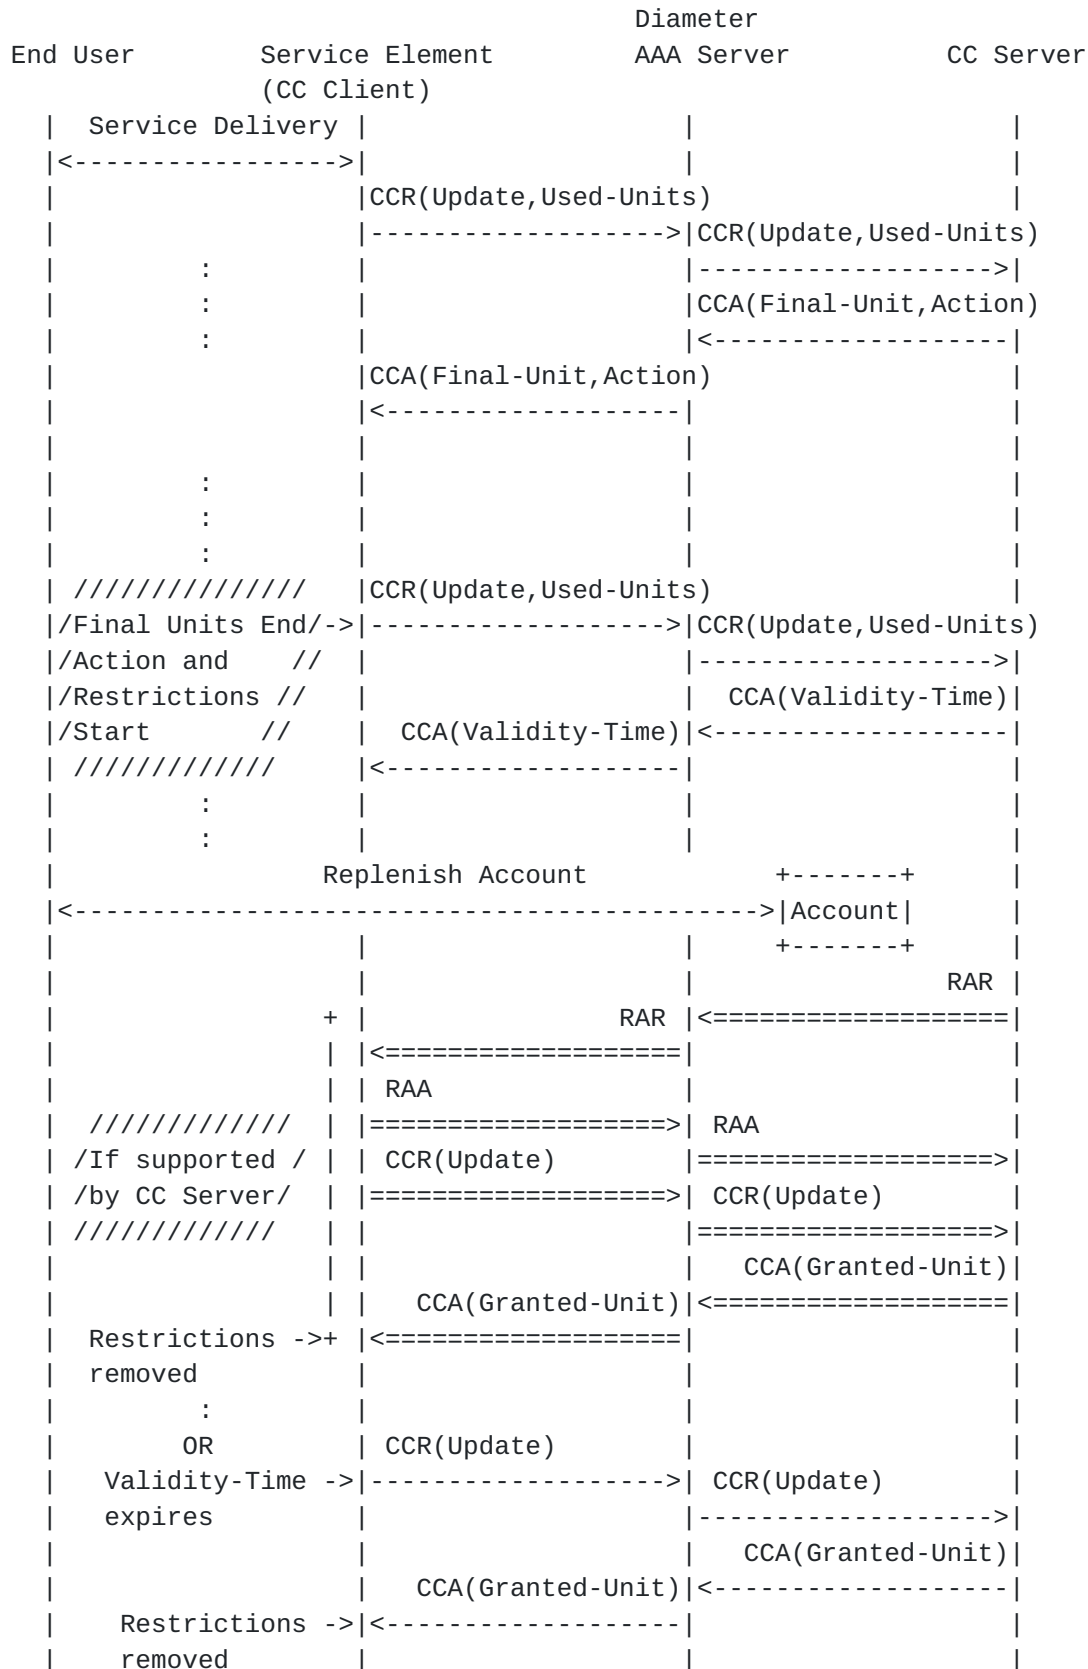 Diameter
End User        Service Element         AAA Server          CC Server
                (CC Client)
  |  Service Delivery |                    |                    |
  |<----------------->|                    |                    |
  |                   |CCR(Update,Used-Units)                   |
  |                   |------------------->|CCR(Update,Used-Units)
  |         :         |                    |------------------->|
  |         :         |                    |CCA(Final-Unit,Action)
  |         :         |                    |<-------------------|
  |                   |CCA(Final-Unit,Action)                   |
  |                   |<-------------------|                    |
  |                   |                    |                    |
  |         :         |                    |                    |
  |         :         |                    |                    |
  |         :         |                    |                    |
  | ///////////////   |CCR(Update,Used-Units)                   |
  |/Final Units End/->|------------------->|CCR(Update,Used-Units)
  |/Action and    //  |                    |------------------->|
  |/Restrictions //   |                    |  CCA(Validity-Time)|
  |/Start       //    |  CCA(Validity-Time)|<-------------------|
  | /////////////     |<-------------------|                    |
  |         :         |                    |                    |
  |         :         |                    |                    |
  |                 Replenish Account            +-------+      |
  |<-------------------------------------------->|Account|      |
  |                   |                    |     +-------+      |
  |                   |                    |                RAR |
  |                 + |                RAR |<===================|
  |                 | |<===================|                    |
  |                 | | RAA                |                    |
  |  /////////////  | |===================>| RAA                |
  | /If supported / | | CCR(Update)        |===================>|
  | /by CC Server/  | |===================>| CCR(Update)        |
  | /////////////   | |                    |===================>|
  |                 | |                    |   CCA(Granted-Unit)|
  |                 | |   CCA(Granted-Unit)|<===================|
  |  Restrictions ->+ |<===================|                    |
  |  removed          |                    |                    |
  |         :         |                    |                    |
  |        OR         | CCR(Update)        |                    |
  |   Validity-Time ->|------------------->| CCR(Update)        |
  |   expires         |                    |------------------->|
  |                   |                    |   CCA(Granted-Unit)|
  |                   |   CCA(Granted-Unit)|<-------------------|
  |    Restrictions ->|<-------------------|                    |
  |    removed        |                    |                    |